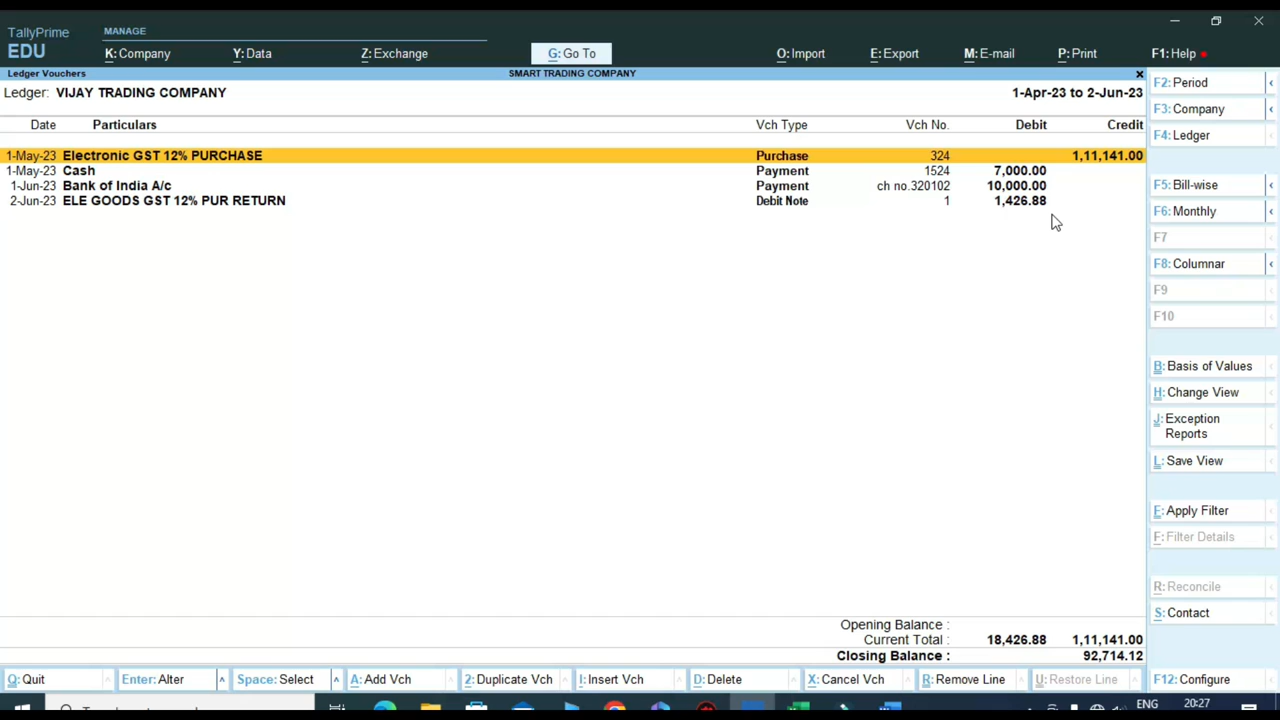 TallyPrime
EDU
MANAGE
K: Company
Y: Data
Z: Exchange
G: Go To
O: Import
E: Export
M: E-mail
P: Print
F1: Help
Ledger Vouchers
SMART TRADING COMPANY
Ledger: VIJAY TRADING COMPANY
1-Apr-23 to 2-Jun-23
Date Particulars Vch Type Vch No. Debit Credit
1-May-23 Electronic GST 12% PURCHASE Purchase 324 1,11,141.00
1-May-23 Cash Payment 1524 7,000.00
1-Jun-23 Bank of India A/c Payment ch no.320102 10,000.00
2-Jun-23 ELE GOODS GST 12% PUR RETURN Debit Note 1 1,426.88
Opening Balance :
Current Total : 18,426.88 1,11,141.00
Closing Balance : 92,714.12
F2: Period
F3: Company
F4: Ledger
F5: Bill-wise
F6: Monthly
F7
F8: Columnar
F9
F10
B: Basis of Values
H: Change View
J: Exception
Reports
L: Save View
F: Apply Filter
F: Filter Details
R: Reconcile
S: Contact
Q: Quit
Enter: Alter
Space: Select
A: Add Vch
2: Duplicate Vch
I: Insert Vch
D: Delete
X: Cancel Vch
R: Remove Line
U: Restore Line
F12: Configure
ENG
20:27